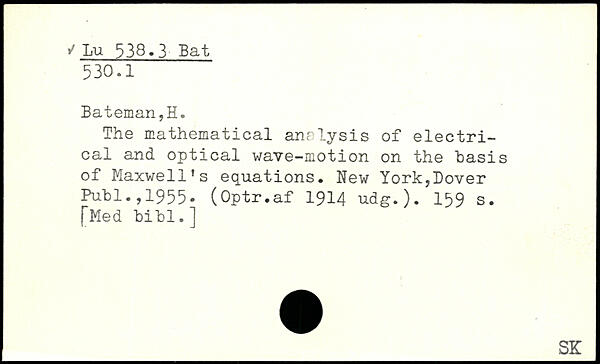 ✓ Lu 538.3 Bat
530.1
Bateman,H.
The mathematical analysis of electri-
cal and optical wave-motion on the basis
of Maxwell's equations. New York,Dover
Publ.,1955. (Optr.af 1914 udg.). 159 s.
[Med bibl.]
SK